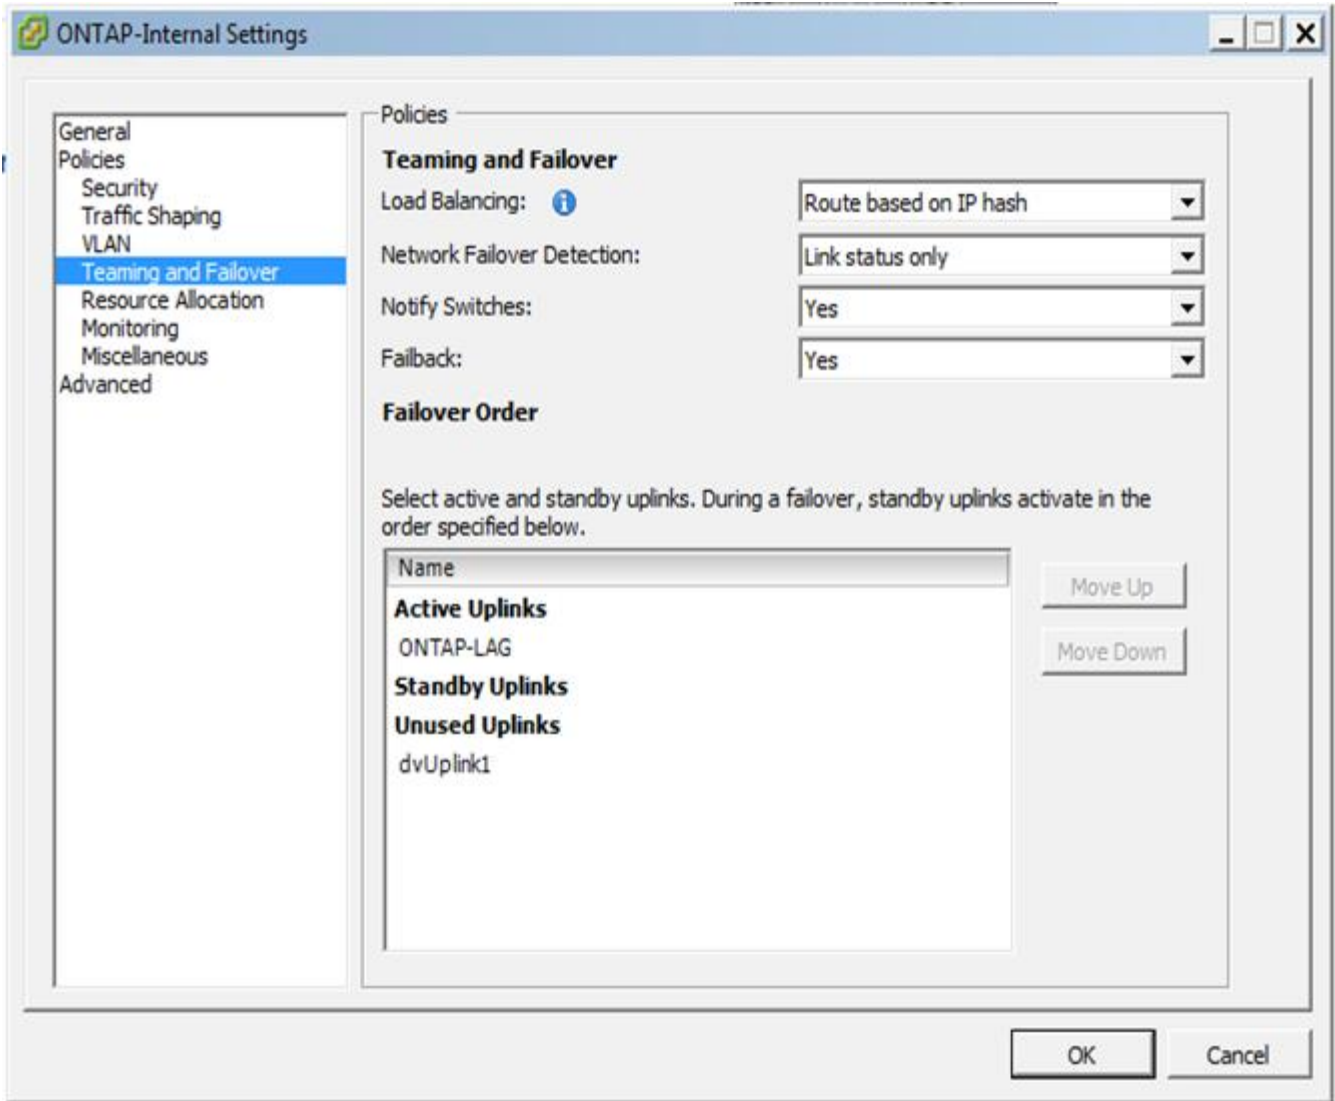 ONTAP-Internal Settings
General
Policies
Security
Traffic Shaping
VLAN
Teaming and Failover
Resource Allocation
Monitoring
Miscellaneous
Advanced
Policies
Teaming and Failover
Load Balancing:
Route based on IP hash
Network Failover Detection:
Link status only
Notify Switches:
Yes
Failback:
Yes
Failover Order
Select active and standby uplinks. During a failover, standby uplinks activate in the
order specified below.
Name
Active Uplinks
ONTAP-LAG
Standby Uplinks
Unused Uplinks
dvUplink1
Move Up
Move Down
OK
Cancel